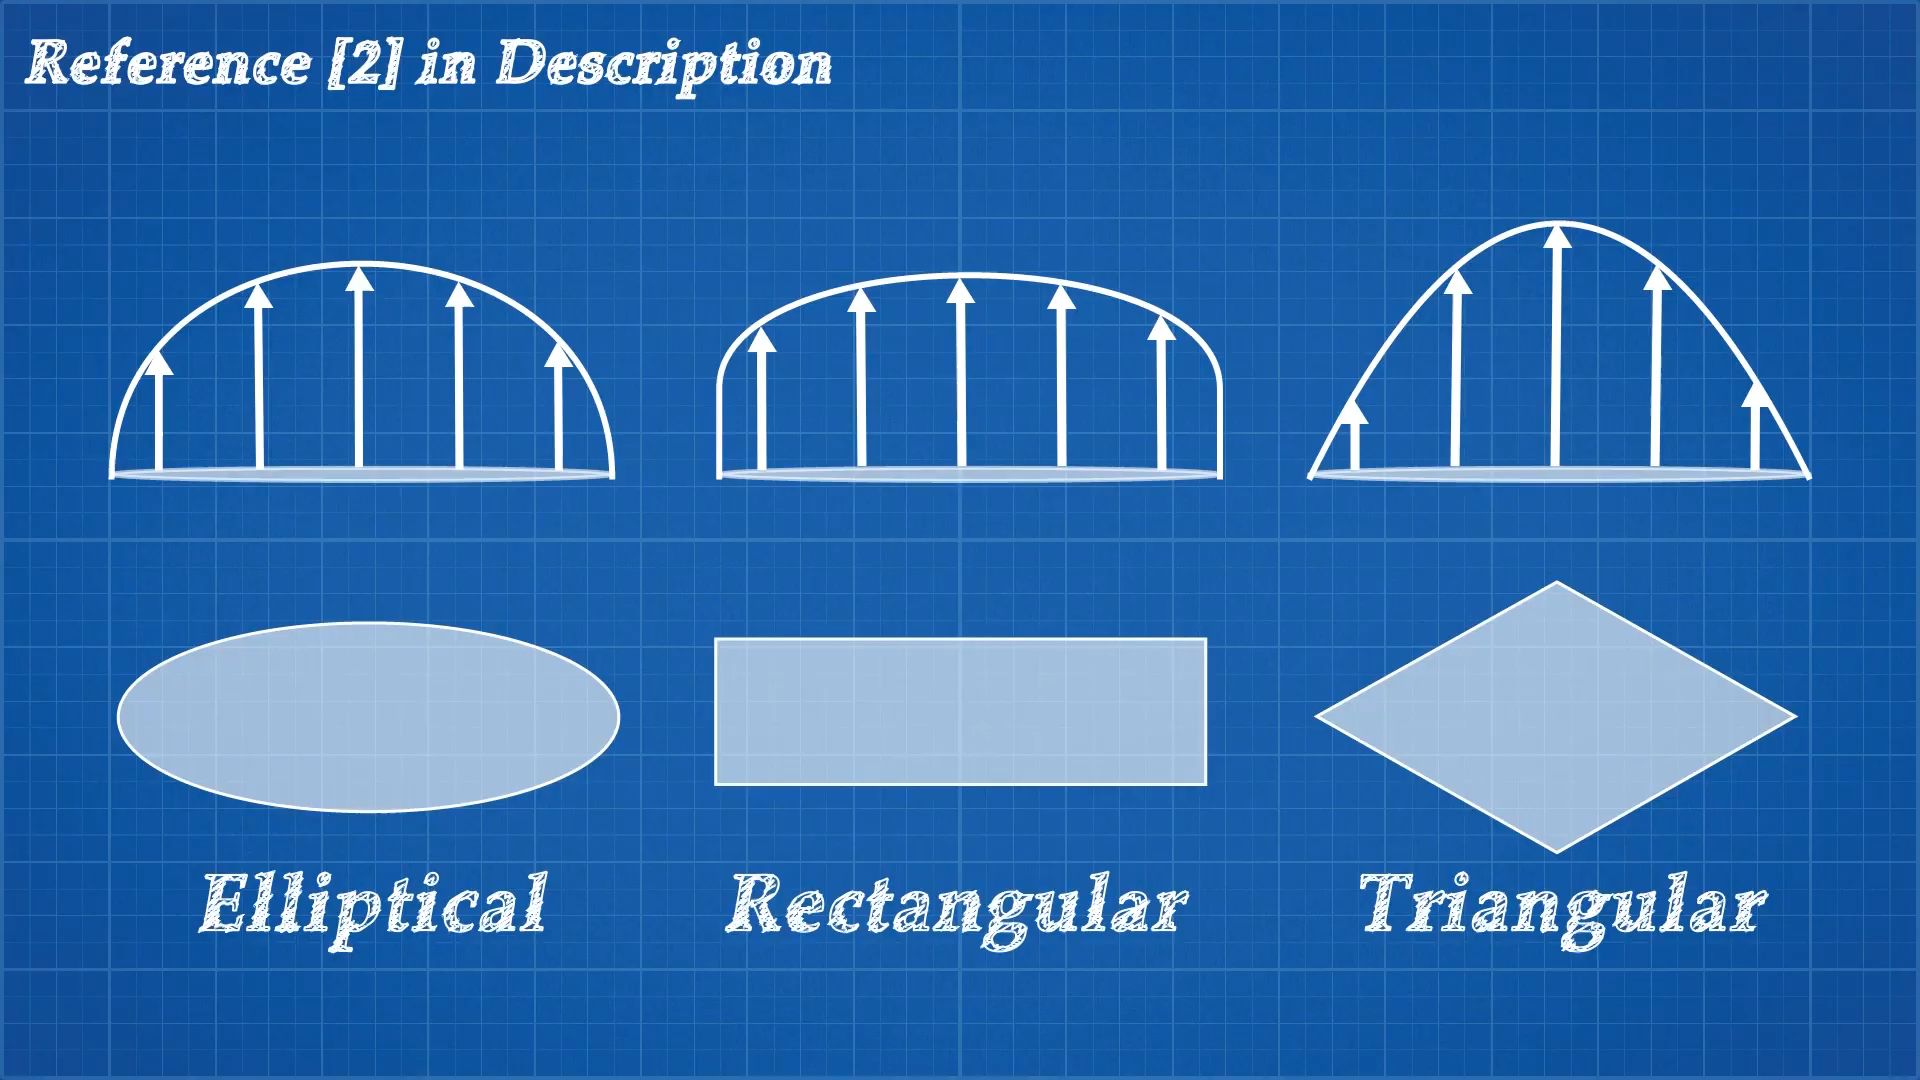 Reference [2] in Description
Elliptical
Rectangular
Triangular